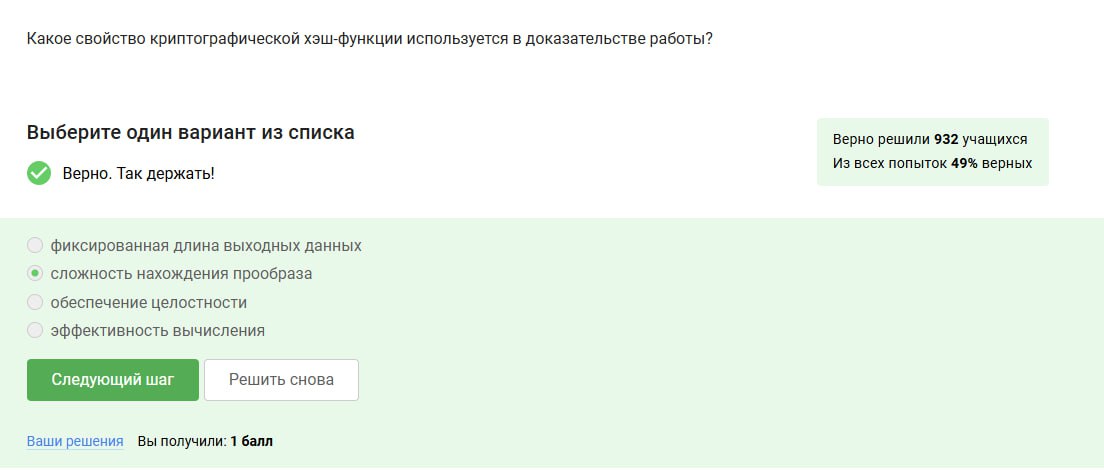 Какое свойство криптографической хэш-функции используется в доказательстве работы?
Выберите один вариант из списка
Верно. Так держать!
Верно решили 932 учащихся
Из всех попыток 49% верных
фиксированная длина выходных данных
сложность нахождения прообраза
обеспечение целостности
эффективность вычисления
Следующий шаг
Решить снова
Ваши решения
Вы получили: 1 балл